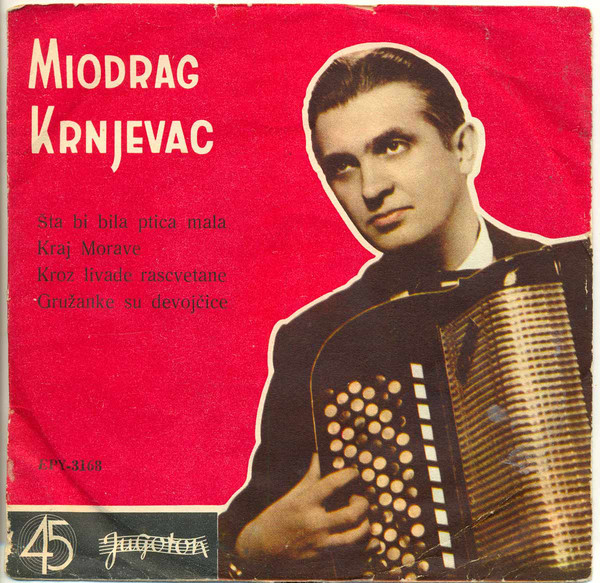 MIODRAG
KRNJEVAC
Šta bi bila ptica mala
Kraj Morave
Kroz livade rascvetane
Gružanke su devojčice
EPY-3168
45
Jugoton